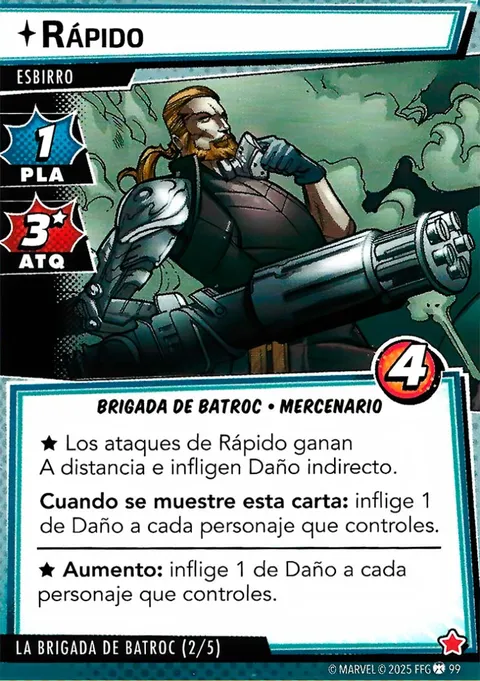 RÁPIDO
ESBIRRO
1
PLA
3★
ATQ
4
BRIGADA DE BATROC • MERCENARIO
★ Los ataques de Rápido ganan
A distancia e infligen Daño indirecto.
Cuando se muestre esta carta: inflige 1
de Daño a cada personaje que controles.
★ Aumento: inflige 1 de Daño a cada
personaje que controles.
LA BRIGADA DE BATROC (2/5)
© MARVEL © 2025 FFG 99